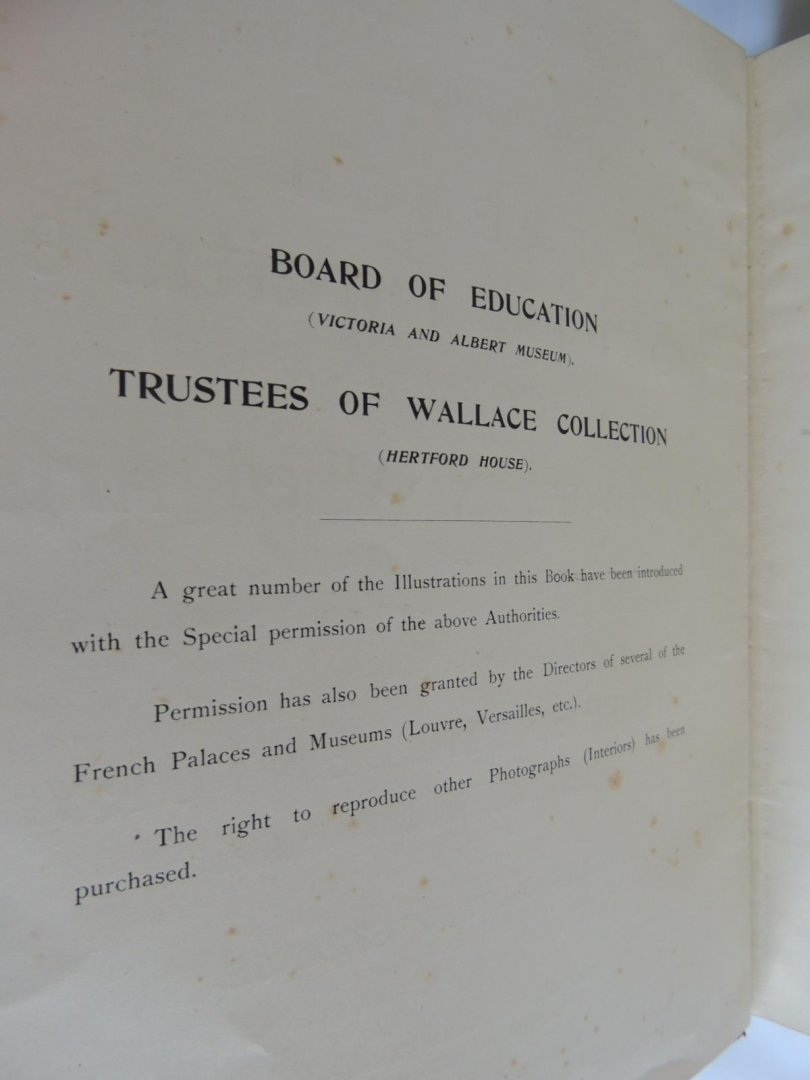 BOARD OF EDUCATION
(VICTORIA AND ALBERT MUSEUM).
TRUSTEES OF WALLACE COLLECTION
(HERTFORD HOUSE).
A great number of the Illustrations in this Book have been introduced
with the Special permission of the above Authorities.
Permission has also been granted by the Directors of several of the
French Palaces and Museums (Louvre, Versailles, etc.).
The right to reproduce other Photographs (Interiors) has been
purchased.